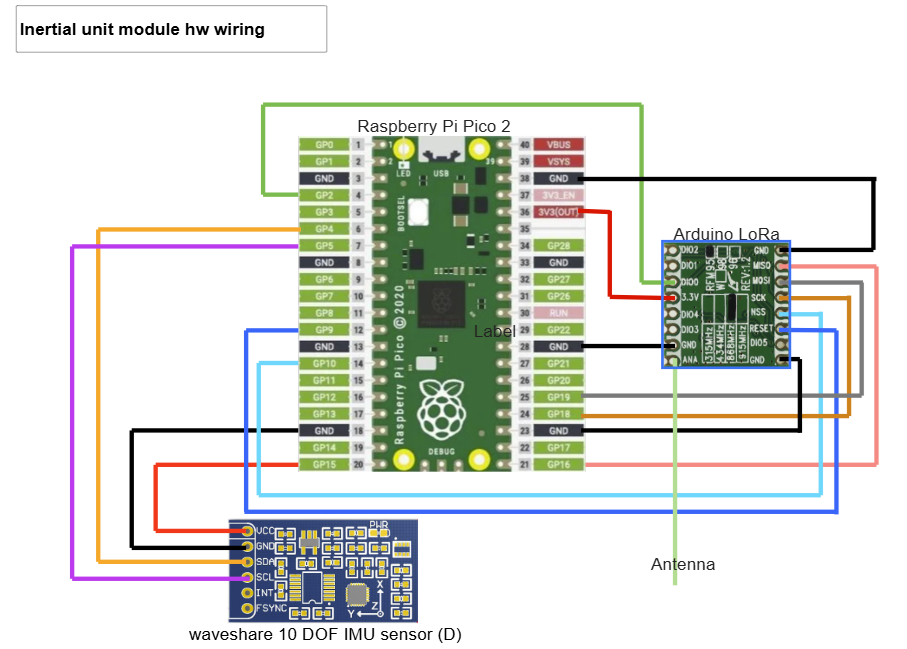 Inertial unit module hw wiring
Raspberry Pi Pico 2
GP0 1
GP1 2
GND 3
GP2 4
GP3 5
GP4 6
GP5 7
GND 8
GP6 9
GP7 10
GP8 11
GP9 12
GND 13
GP10 14
GP11 15
GP12 16
GP13 17
GND 18
GP14 19
GP15 20
1
2
39
LED
USB
BOOTSEL
Raspberry Pi Pico © 2020
DEBUG
Label
40 VBUS
39 VSYS
38 GND
37 3V3_EN
36 3V3(OUT)
35
34 GP28
33 GND
32 GP27
31 GP26
30 RUN
29 GP22
28 GND
27 GP21
26 GP20
25 GP19
24 GP18
23 GND
22 GP17
21 GP16
Arduino LoRa
DIO2
DIO1
DIO0
3.3V
DIO4
DIO3
GND
ANA
RFM95
96
98
W
REV:1.2
315MHz
434MHz
868MHz
915MHz
GND
MISO
MOSI
SCK
NSS
RESET
DIO5
GND
Antenna
VCC
GND
SDA
SCL
INT
FSYNC
PWR
X
Y
Z
waveshare 10 DOF IMU sensor (D)